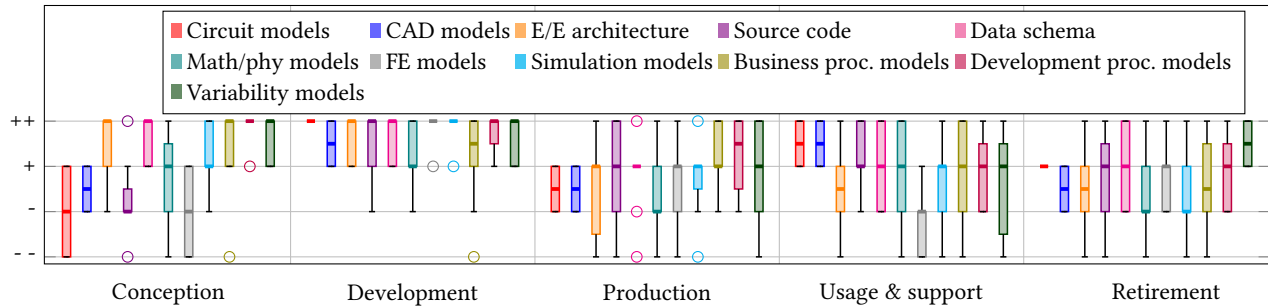 Circuit models CAD models E/E architecture Source code Data schema
Math/phy models FE models Simulation models Business proc. models Development proc. models
Variability models
++
+
-
--
Conception Development Production Usage & support Retirement